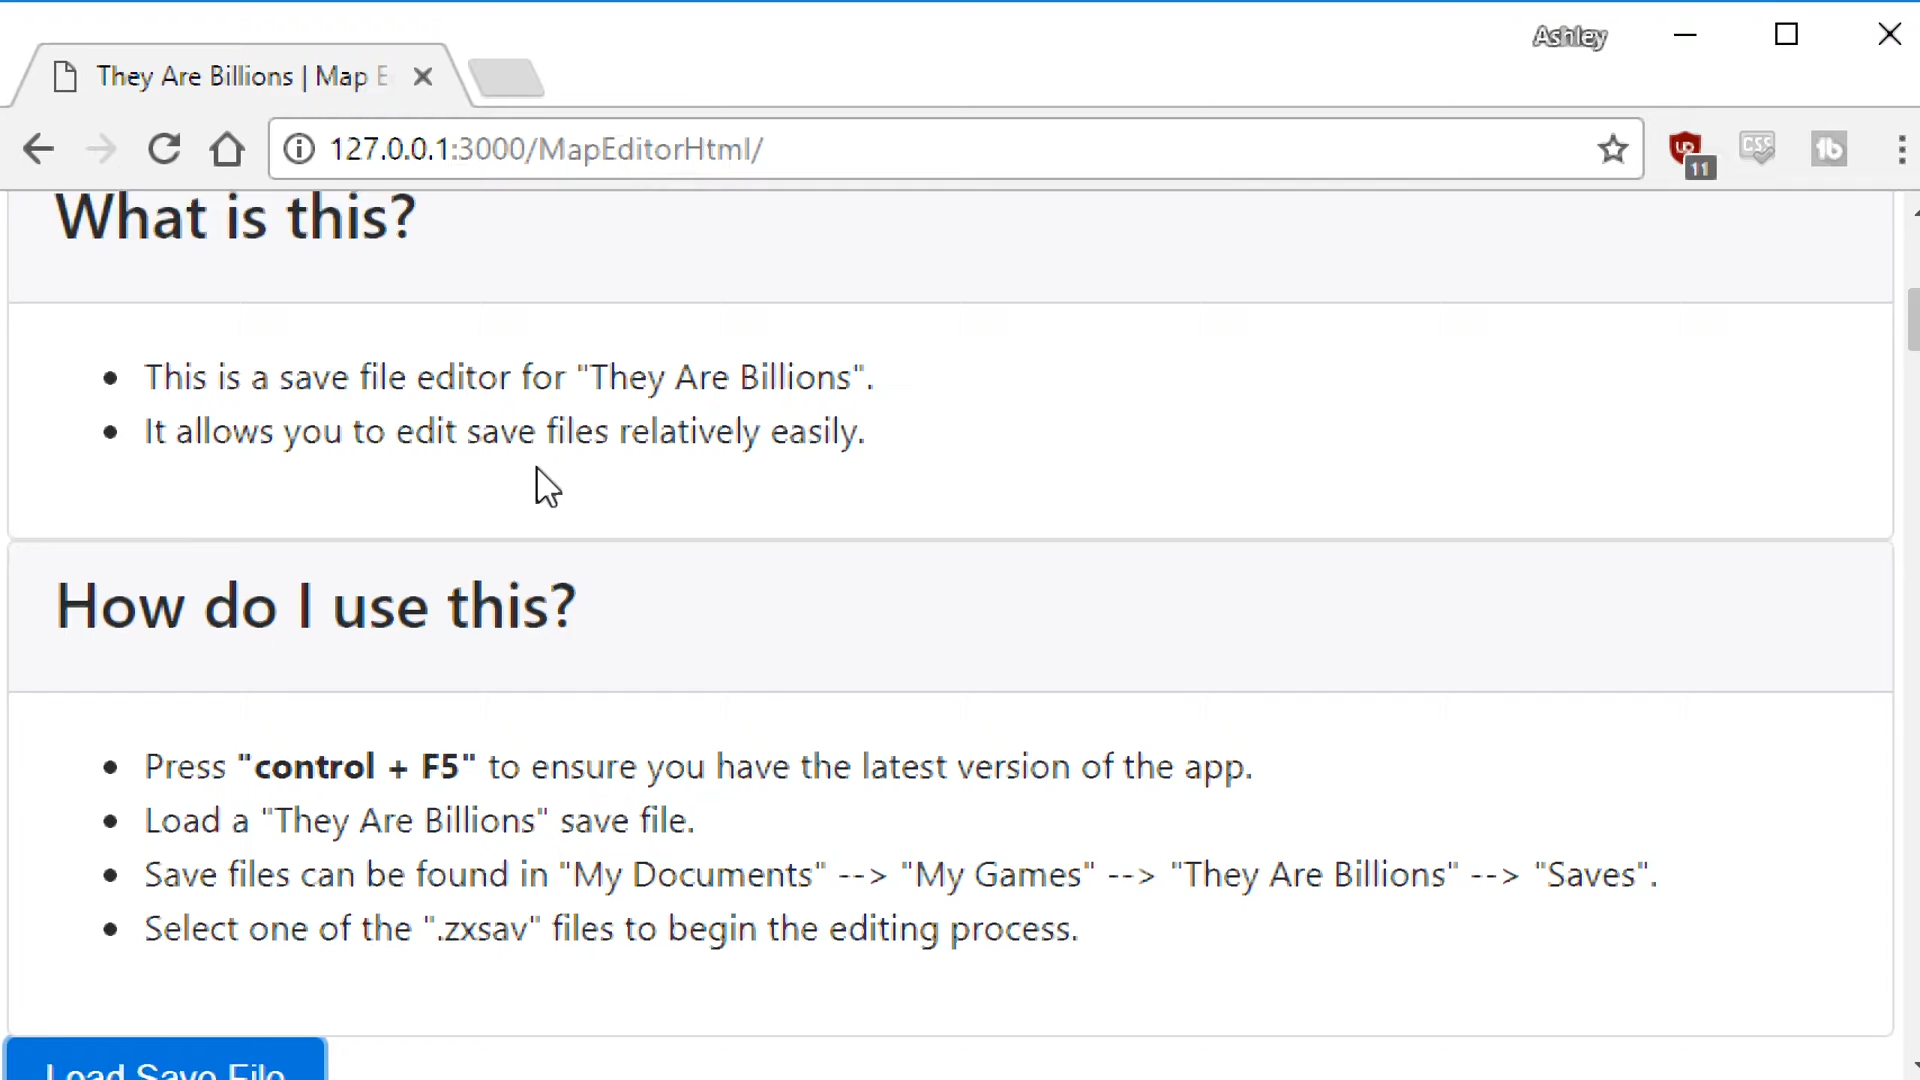 Ashley
They Are Billions | Map E
127.0.0.1:3000/MapEditorHtml/
11
CSS
1b
What is this?
This is a save file editor for "They Are Billions".
It allows you to edit save files relatively easily.
How do I use this?
Press "control + F5" to ensure you have the latest version of the app.
Load a "They Are Billions" save file.
Save files can be found in "My Documents" --> "My Games" --> "They Are Billions" --> "Saves".
Select one of the ".zxsav" files to begin the editing process.
Load Save File